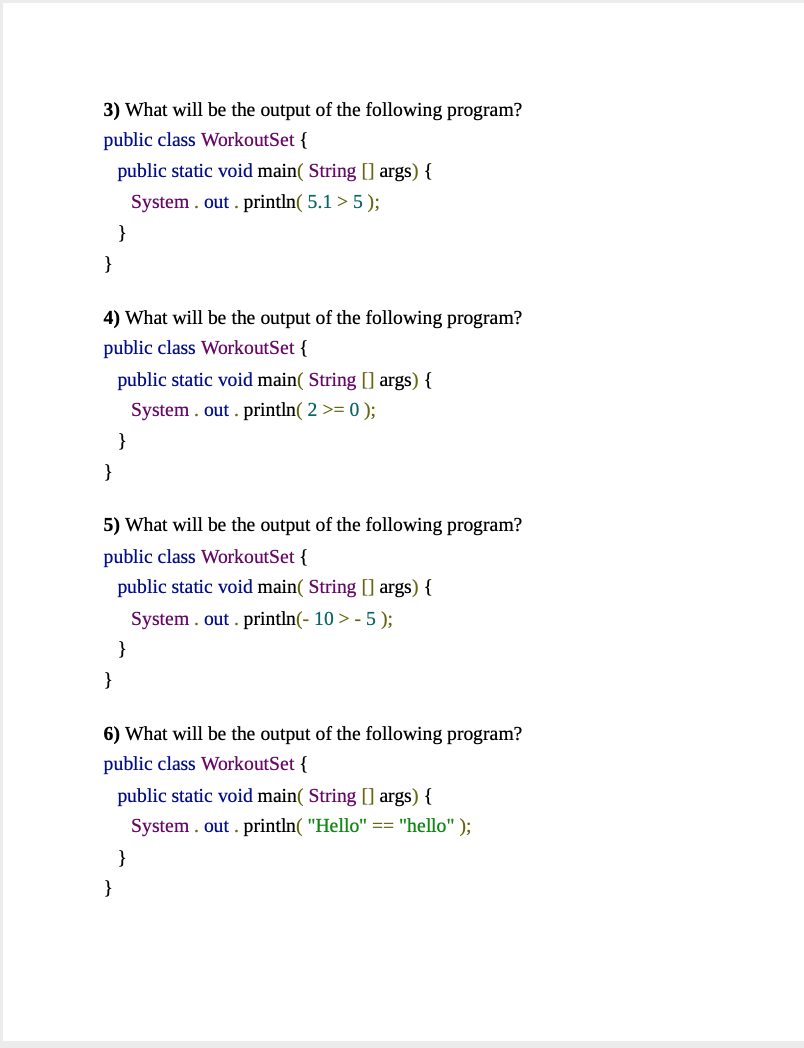 3) What will be the output of the following program?
public class WorkoutSet {
public static void main( String [] args) {
System . out . println( 5.1 > 5 );
}
}
4) What will be the output of the following program?
public class WorkoutSet {
public static void main( String [] args) {
System . out . println( 2 >= 0 );
}
}
5) What will be the output of the following program?
public class WorkoutSet {
public static void main( String [] args) {
System . out . println(- 10 > - 5 );
}
}
6) What will be the output of the following program?
public class WorkoutSet {
public static void main( String [] args) {
System . out . println( "Hello" == "hello" );
}
}